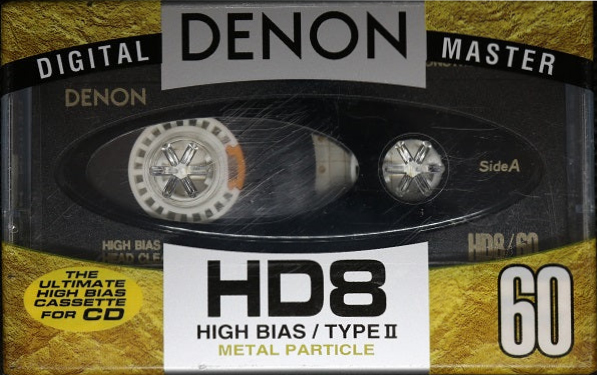 DENON
DIGITAL MASTER
DENON
Side A
HIGH BIAS
HD8/60
THE
ULTIMATE
HIGH BIAS
CASSETTE
FOR CD
HD8
HIGH BIAS / TYPE II
METAL PARTICLE
60